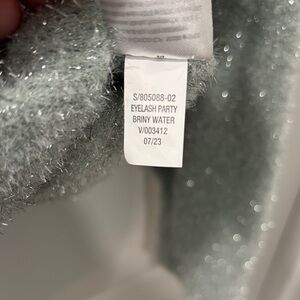 S/805088-02
EYELASH PARTY
BRINY WATER
V/003412
07/23